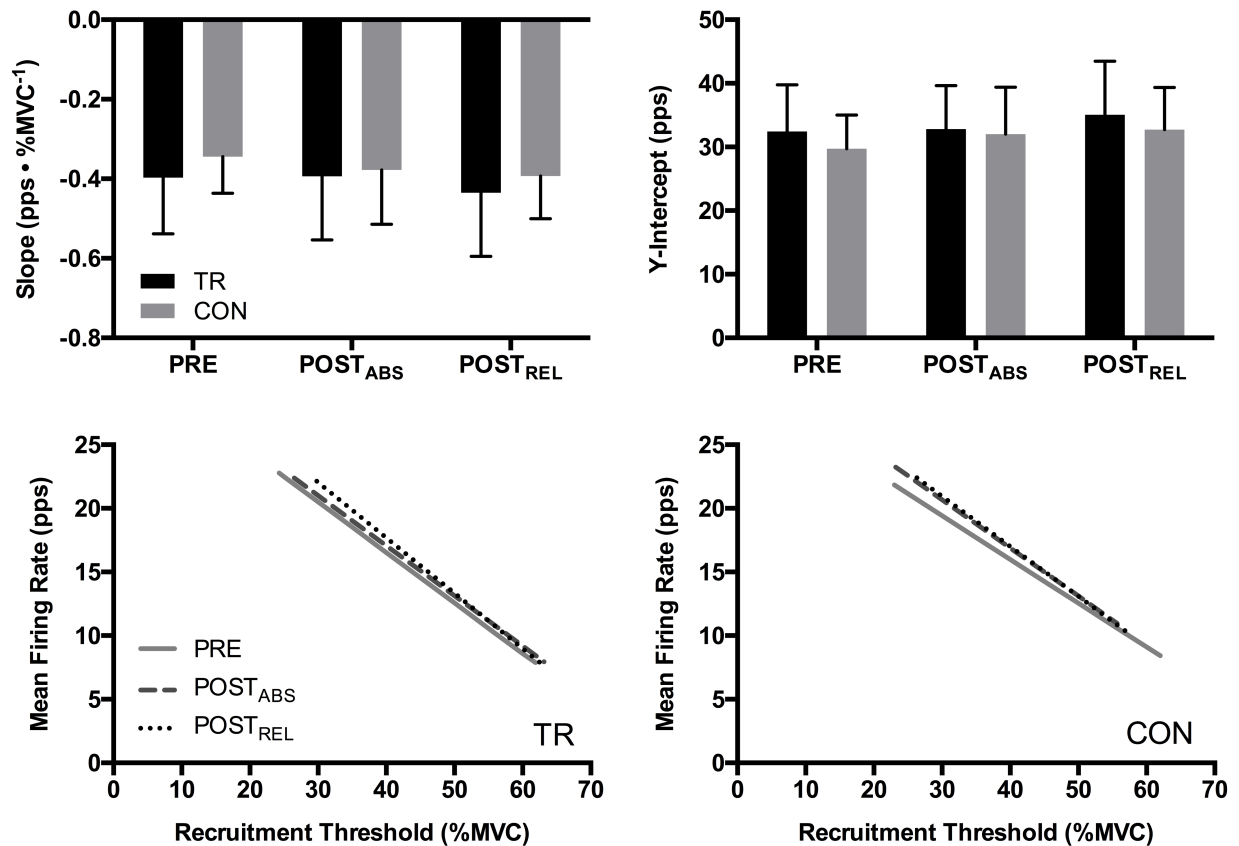 Slope (pps • %MVC-1)
0.0
-0.2
-0.4
-0.6
-0.8
TR
CON
PRE
POSTABS
POSTREL
Y-Intercept (pps)
50
40
30
20
10
0
PRE
POSTABS
POSTREL
Mean Firing Rate (pps)
25
20
15
10
5
0
PRE
POSTABS
POSTREL
TR
0 10 20 30 40 50 60 70
Recruitment Threshold (%MVC)
Mean Firing Rate (pps)
25
20
15
10
5
0
CON
0 10 20 30 40 50 60 70
Recruitment Threshold (%MVC)